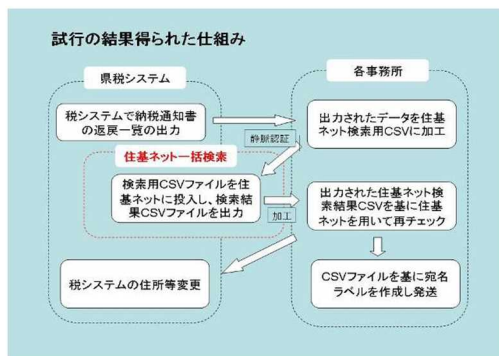 試行の結果得られた仕組み
県税システム
各事務所
税システムで納税通知書
の返戻一覧の出力
出力されたデータを住基
ネット検索用CSVに加工
静脈認証
住基ネット一括検索
検索用CSVファイルを住
基ネットに投入し、検索結
果CSVファイルを出力
加工
出力された住基ネット検
索結果CSVを基に住基
ネットを用いて再チェック
税システムの住所等変更
CSVファイルを基に宛名
ラベルを作成し発送